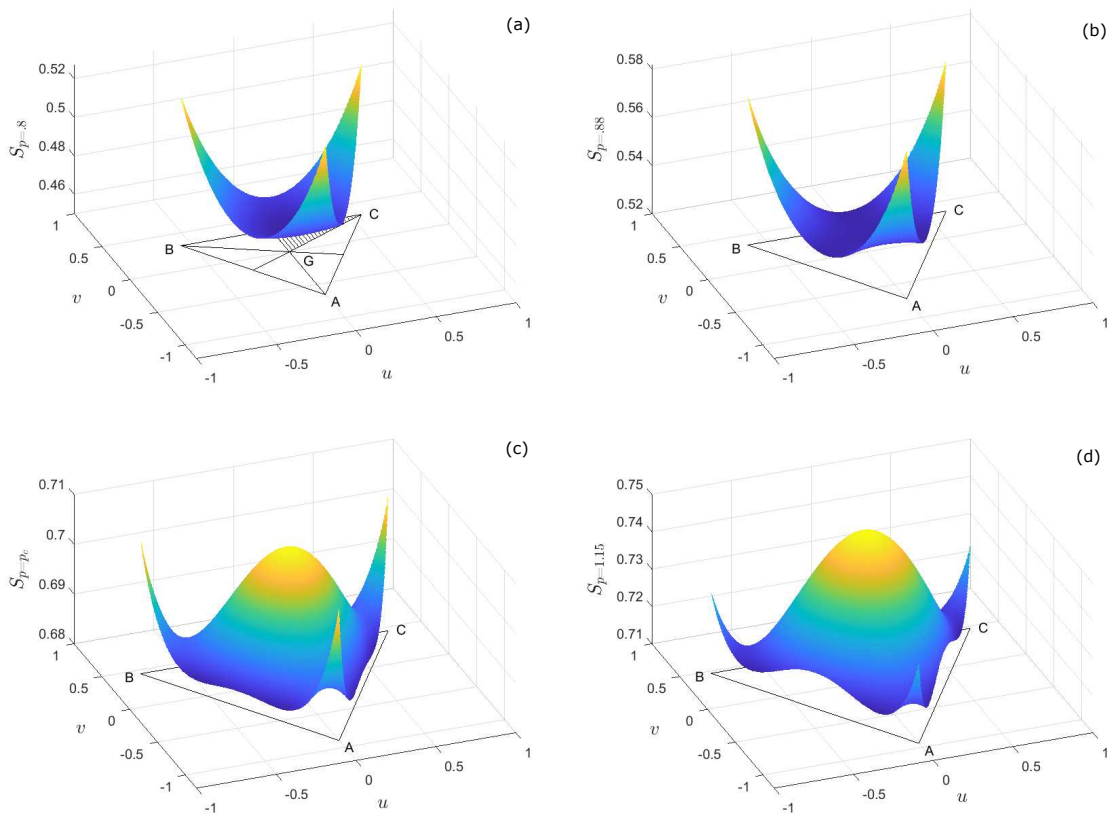 (a)
0.52
0.5
0.48
0.46
S_{p=.8}
1
0.5
0
-0.5
-1
v
B
C
G
A
-1
-0.5
0
0.5
1
u
(b)
0.58
0.56
0.54
0.52
S_{p=.88}
1
0.5
0
-0.5
-1
v
B
C
A
-1
-0.5
0
0.5
1
u
(c)
0.71
0.7
0.69
0.68
S_{p=p_c}
1
0.5
0
-0.5
-1
v
B
C
A
-1
-0.5
0
0.5
1
u
(d)
0.75
0.74
0.73
0.72
0.71
S_{p=1.15}
1
0.5
0
-0.5
-1
v
B
C
A
-1
-0.5
0
0.5
1
u